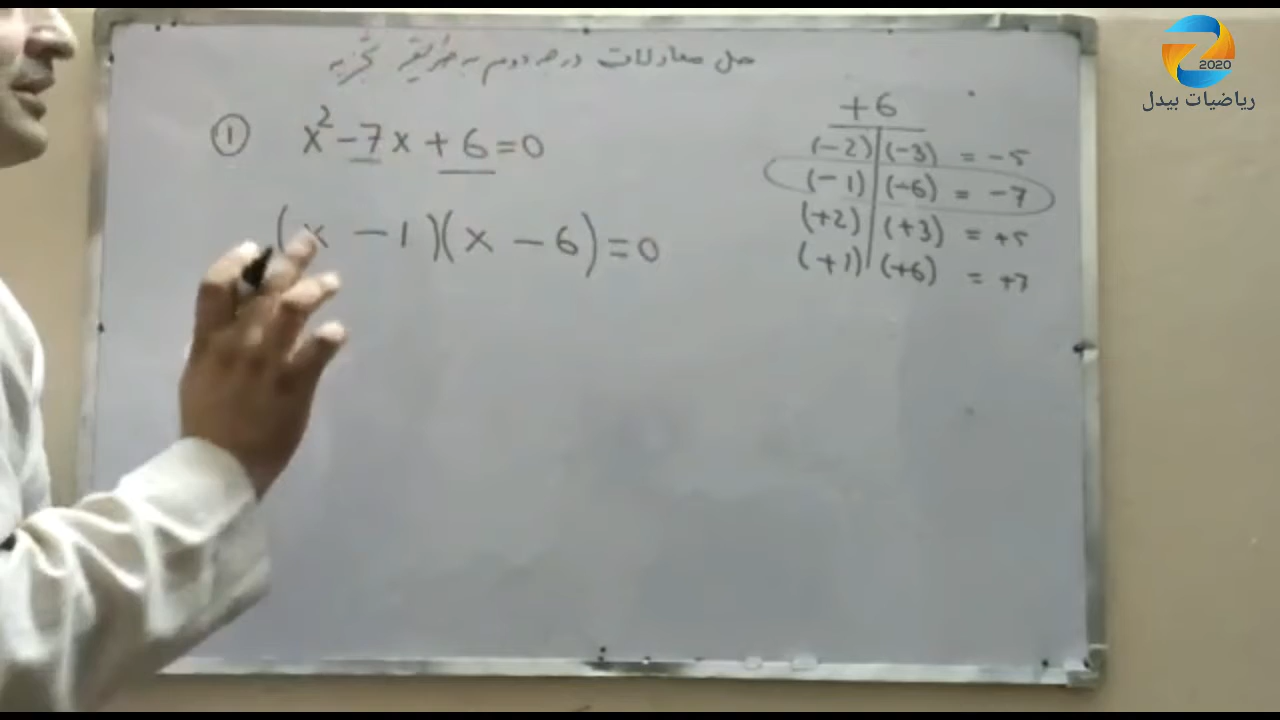 حل معادلات درجه دوم به طریقه تجزیه
① x² - 7x + 6 = 0
(x - 1)(x - 6) = 0
+6
(-2) (-3) = -5
(-1) (-6) = -7
(+2) (+3) = +5
(+1) (+6) = +7
2020
ریاضیات بیدل